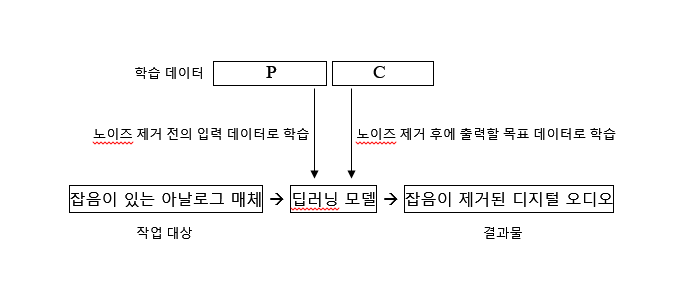 학습 데이터 P C
노이즈 제거 전의 입력 데이터로 학습 노이즈 제거 후에 출력할 목표 데이터로 학습
잡음이 있는 아날로그 매체 → 딥러닝 모델 → 잡음이 제거된 디지털 오디오
작업 대상 결과물